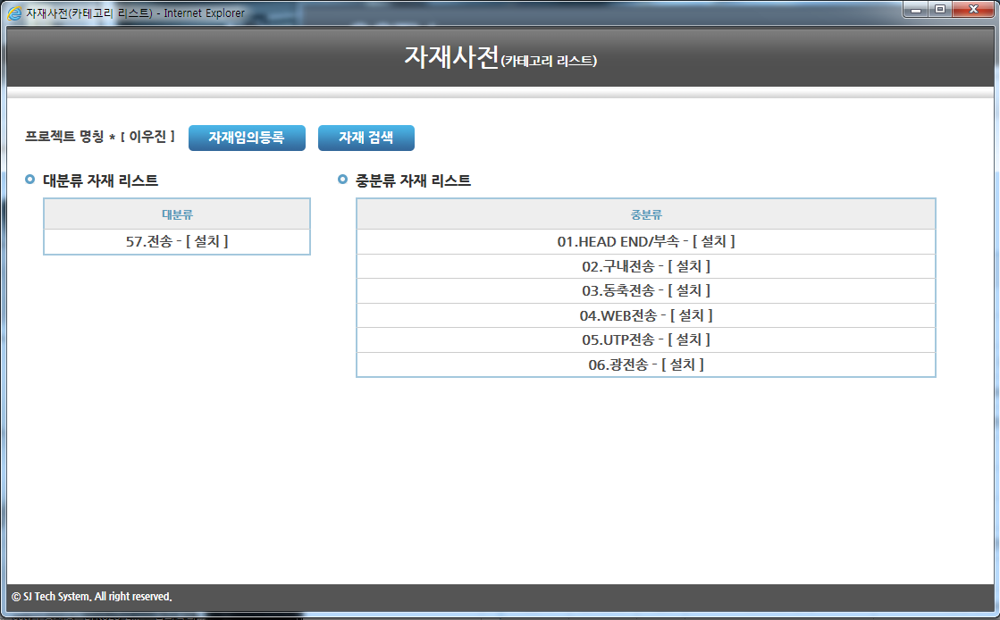 자재사전(카테고리 리스트) - Internet Explorer
자재사전(카테고리 리스트)
프로젝트 명칭 * [ 이우진 ] 자재임의등록 자재 검색
대분류 자재 리스트 중분류 자재 리스트
대분류
57.전송 - [ 설치 ]
중분류
01.HEAD END/부속 - [ 설치 ]
02.구내전송 - [ 설치 ]
03.동축전송 - [ 설치 ]
04.WEB전송 - [ 설치 ]
05.UTP전송 - [ 설치 ]
06.광전송 - [ 설치 ]
© SJ Tech System. All right reserved.